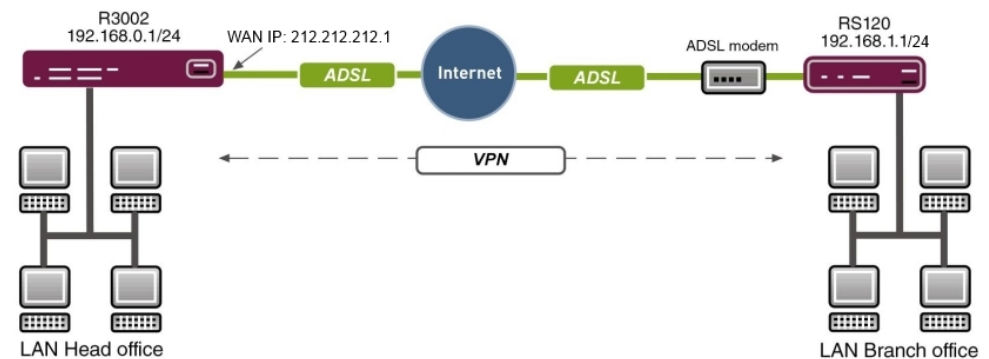 R3002
192.168.0.1/24
WAN IP: 212.212.212.1
ADSL
Internet
ADSL
ADSL modem
RS120
192.168.1.1/24
VPN
LAN Head office
LAN Branch office